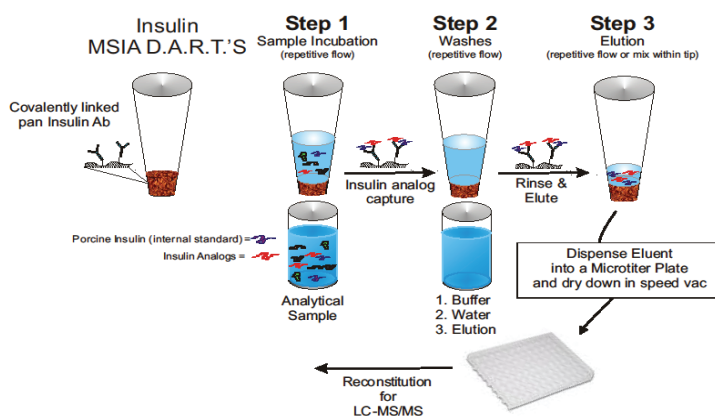 Insulin
MSIA D.A.R.T.'S
Covalently linked
pan Insulin Ab
Step 1
Sample Incubation
(repetitive flow)
Step 2
Washes
(repetitive flow)
Step 3
Elution
(repetitive flow or mix within tip)
Insulin analog
capture
Rinse &
Elute
Porcine Insulin (internal standard) =
Insulin Analogs =
Analytical
Sample
1. Buffer
2. Water
3. Elution
Dispense Eluent
into a Microtiter Plate
and dry down in speed vac
Reconstitution
for
LC-MS/MS